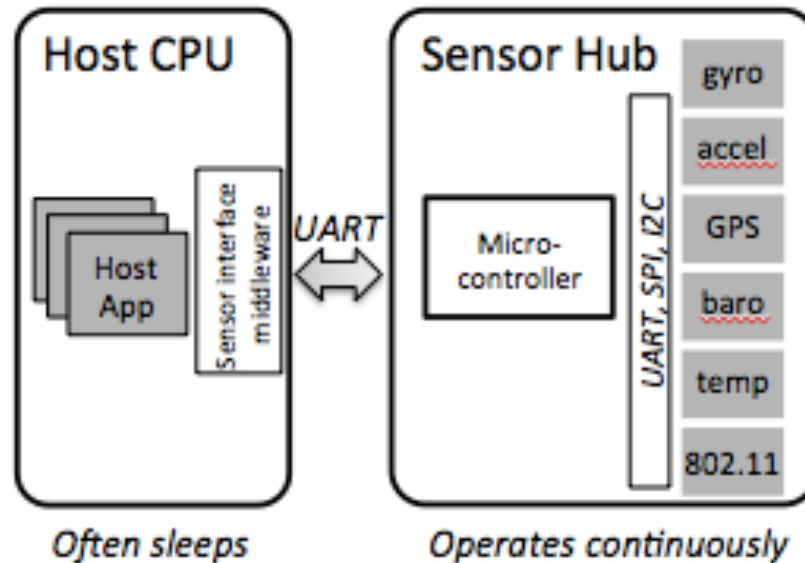 Host CPU
Host
App
Sensor interface
middleware
UART
Sensor Hub
Micro-
controller
UART, SPI, I2C
gyro
accel
GPS
baro
temp
802.11
Often sleeps
Operates continuously